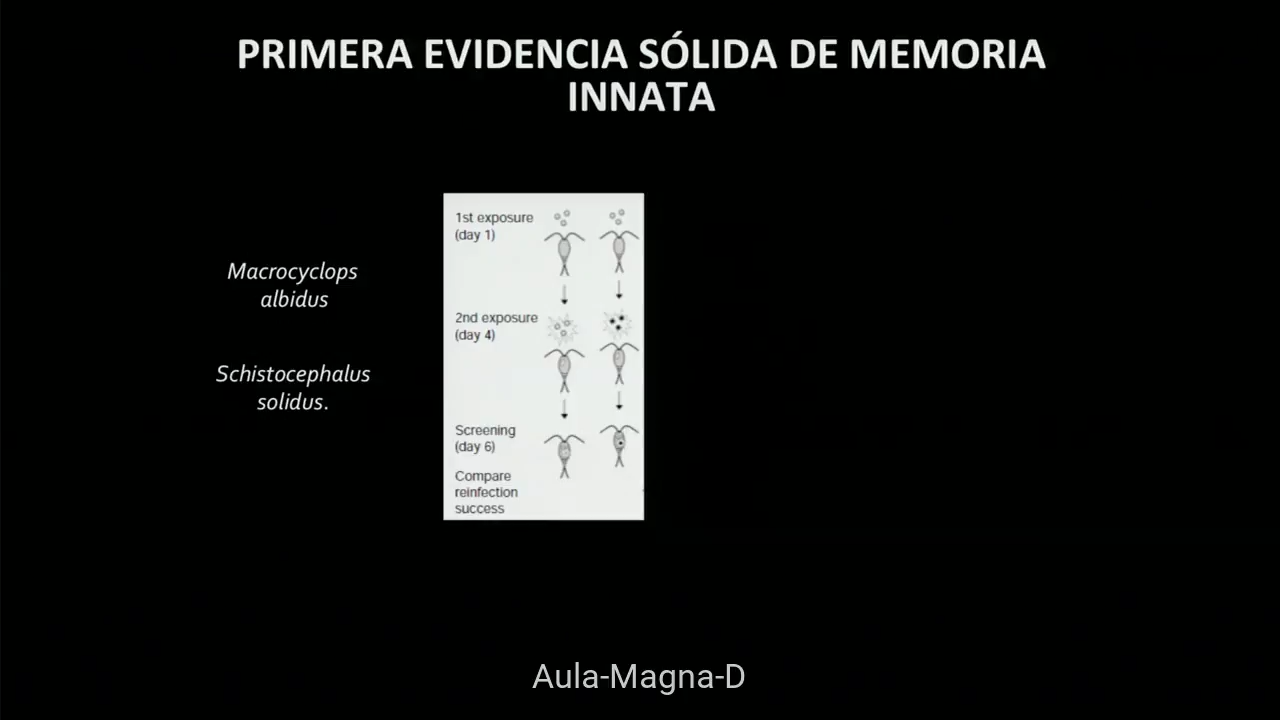 PRIMERA EVIDENCIA SÓLIDA DE MEMORIA
INNATA
Macrocyclops
albidus
Schistocephalus
solidus.
1st exposure
(day 1)
2nd exposure
(day 4)
Screening
(day 6)
Compare
reinfection
success
Aula-Magna-D